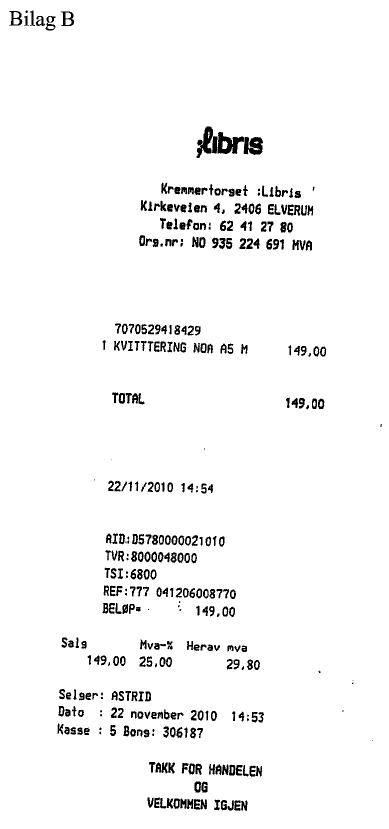 Bilag B
;libris
Kremmertorget :Libris '
Kirkeveien 4, 2406 ELVERUM
Telefon: 62 41 27 80
Org.nr: NO 935 224 691 MVA
7070529418429
1 KVITTTERING NOA A5 M 149,00
TOTAL 149,00
22/11/2010 14:54
AID:D5780000021010
TVR:8000048000
TSI:6800
REF:777 041206008770
BELØP= 149,00
Salg Mva-% Herav mva
149,00 25,00 29,80
Selger: ASTRID
Dato : 22 november 2010 14:53
Kasse : 5 Bong: 306187
TAKK FOR HANDELEN
OG
VELKOMMEN IGJEN